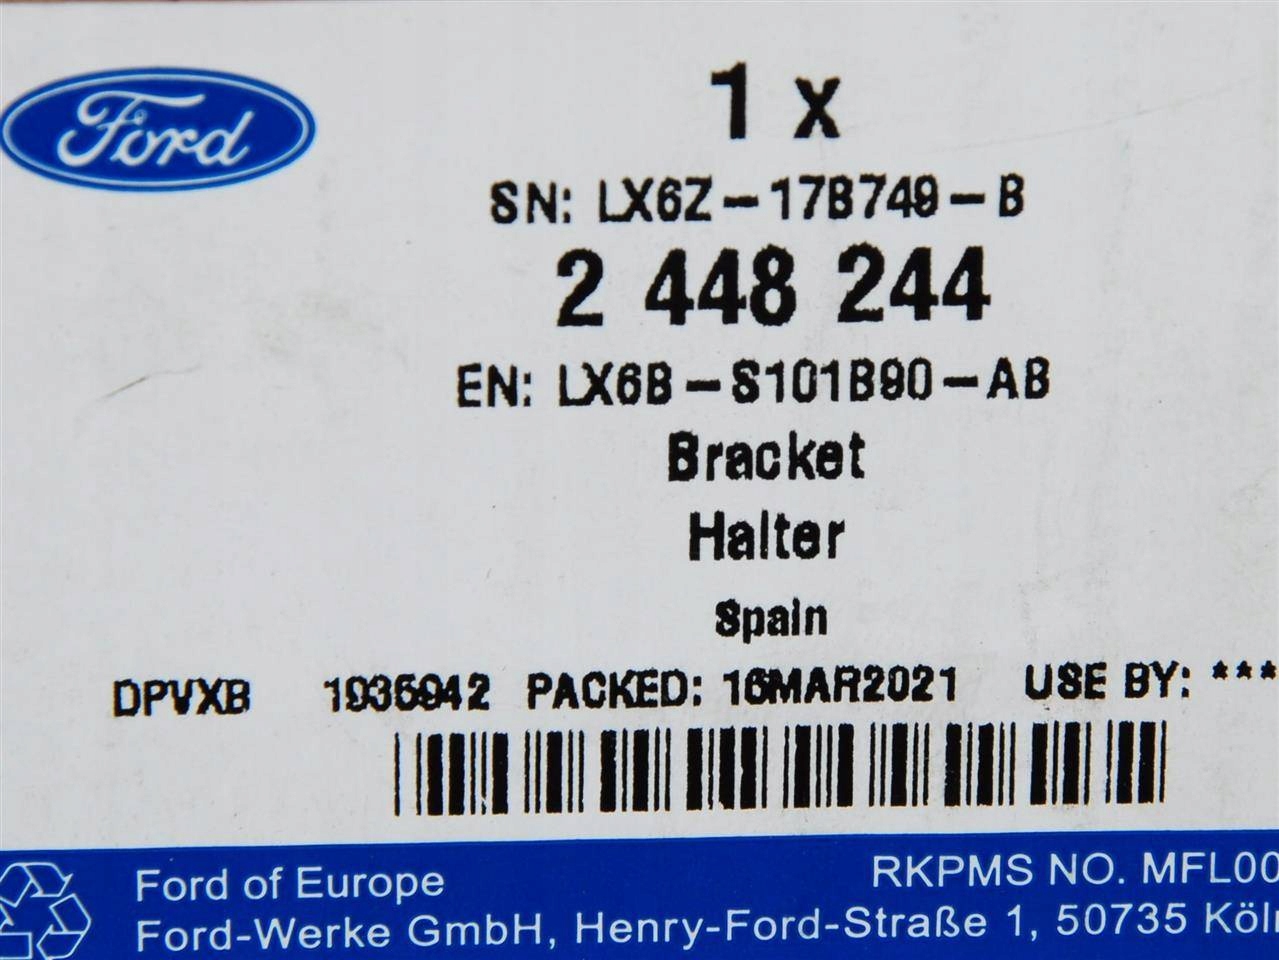 Ford
1 x
SN: LX6Z-17B749-B
2 448 244
EN: LX6B-S101B90-AB
Bracket
Halter
Spain
DPVXB 1936942 PACKED: 16MAR2021 USE BY: ***
Ford of Europe RKPMS NO. MFL00
Ford-Werke GmbH, Henry-Ford-Straße 1, 50735 Köln